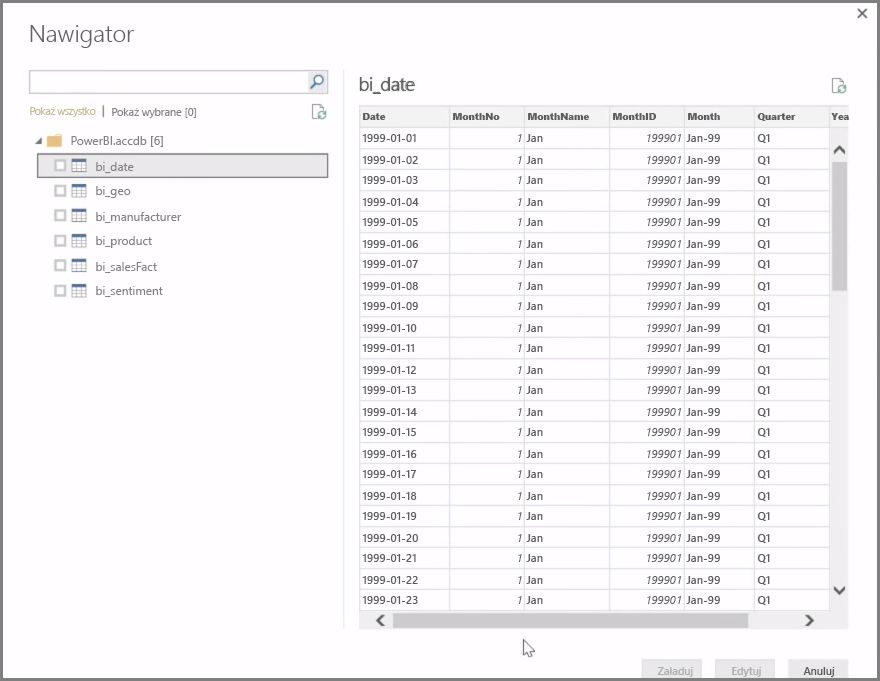 Nawigator
Pokaż wszystko | Pokaż wybrane [0]
PowerBI.accdb [6]
bi_date
bi_geo
bi_manufacturer
bi_product
bi_salesFact
bi_sentiment
bi_date
Date MonthNo MonthName MonthID Month Quarter Yea
1999-01-01 1 Jan 199901 Jan-99 Q1
1999-01-02 1 Jan 199901 Jan-99 Q1
1999-01-03 1 Jan 199901 Jan-99 Q1
1999-01-04 1 Jan 199901 Jan-99 Q1
1999-01-05 1 Jan 199901 Jan-99 Q1
1999-01-06 1 Jan 199901 Jan-99 Q1
1999-01-07 1 Jan 199901 Jan-99 Q1
1999-01-08 1 Jan 199901 Jan-99 Q1
1999-01-09 1 Jan 199901 Jan-99 Q1
1999-01-10 1 Jan 199901 Jan-99 Q1
1999-01-11 1 Jan 199901 Jan-99 Q1
1999-01-12 1 Jan 199901 Jan-99 Q1
1999-01-13 1 Jan 199901 Jan-99 Q1
1999-01-14 1 Jan 199901 Jan-99 Q1
1999-01-15 1 Jan 199901 Jan-99 Q1
1999-01-16 1 Jan 199901 Jan-99 Q1
1999-01-17 1 Jan 199901 Jan-99 Q1
1999-01-18 1 Jan 199901 Jan-99 Q1
1999-01-19 1 Jan 199901 Jan-99 Q1
1999-01-20 1 Jan 199901 Jan-99 Q1
1999-01-21 1 Jan 199901 Jan-99 Q1
1999-01-22 1 Jan 199901 Jan-99 Q1
1999-01-23 1 Jan 199901 Jan-99 Q1
Załaduj Edytuj Anuluj